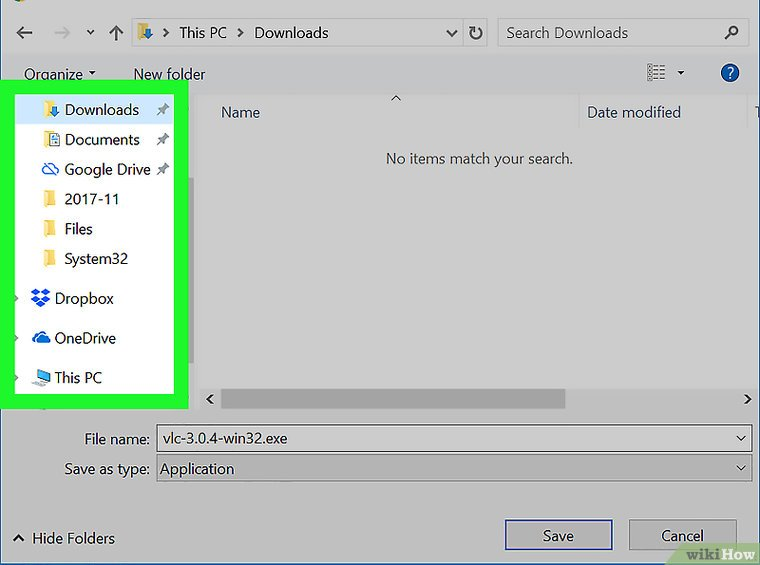 This PC > Downloads
Search Downloads
Organize
New folder
?
Name
Date modified
No items match your search.
Downloads
Documents
Google Drive
2017-11
Files
System32
Dropbox
OneDrive
This PC
File name: vlc-3.0.4-win32.exe
Save as type: Application
Hide Folders
Save
Cancel
wikiHow